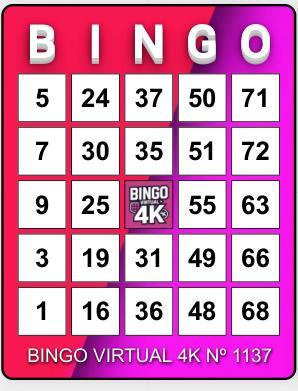 BINGO
5 24 37 50 71
7 30 35 51 72
9 25 BINGO VIRTUAL 4K 55 63
3 19 31 49 66
1 16 36 48 68
BINGO VIRTUAL 4K Nº 1137